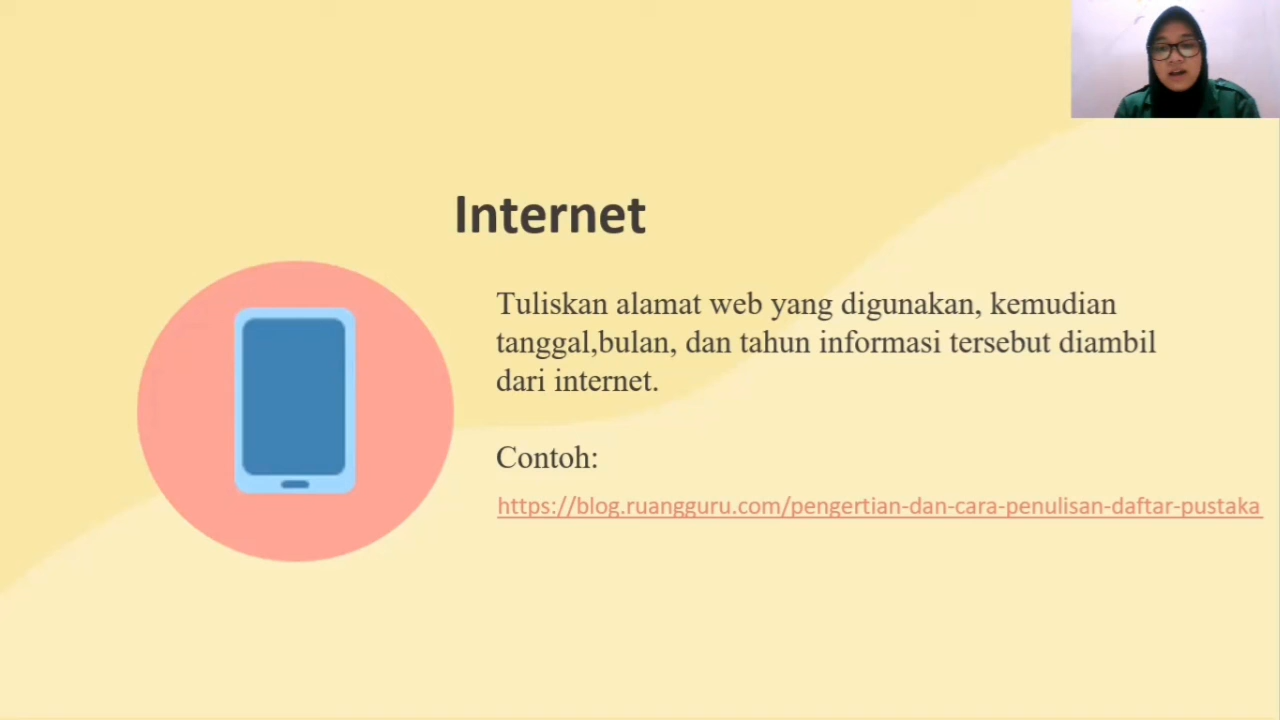 Internet
Tuliskan alamat web yang digunakan, kemudian
tanggal,bulan, dan tahun informasi tersebut diambil
dari internet.
Contoh:
https://blog.ruangguru.com/pengertian-dan-cara-penulisan-daftar-pustaka